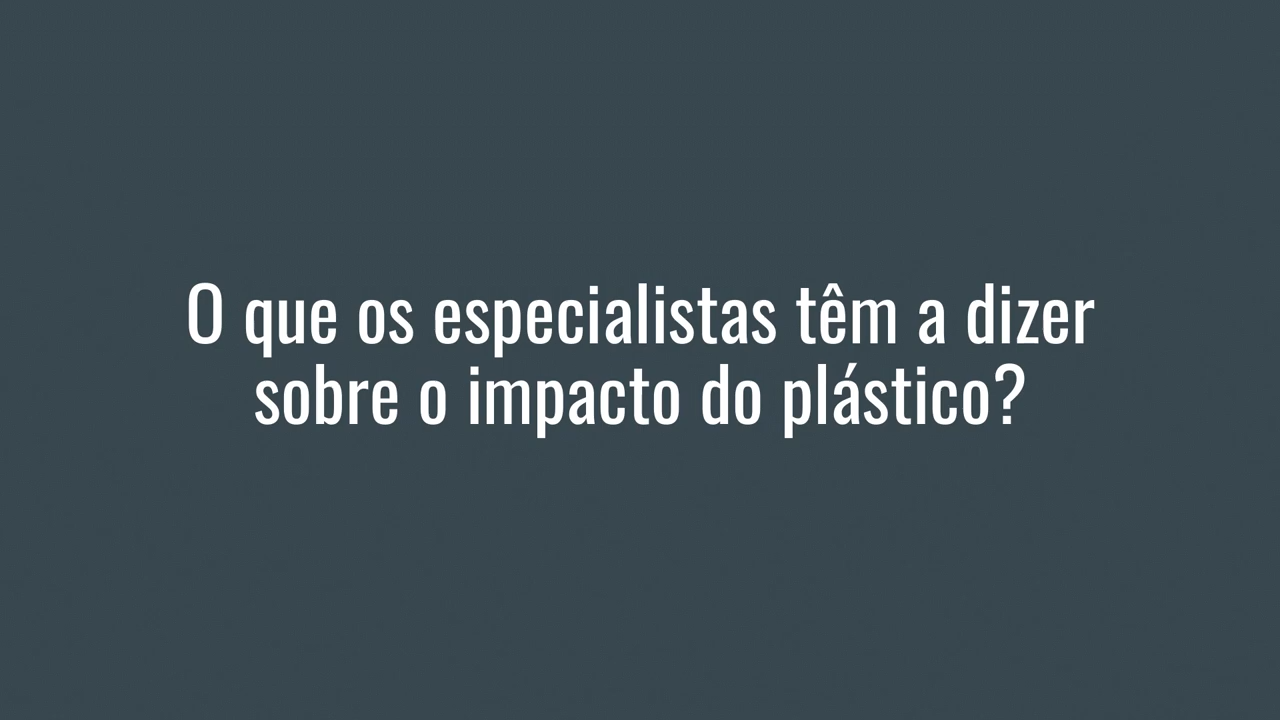 O que os especialistas têm a dizer
sobre o impacto do plástico?